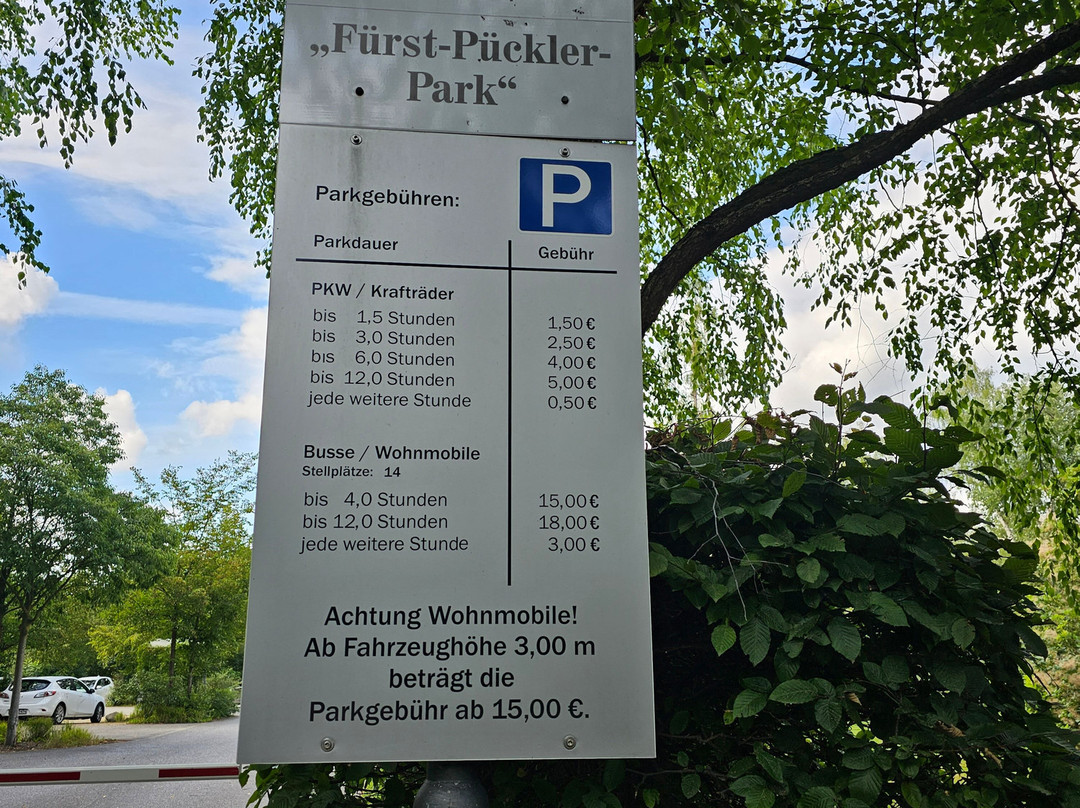 „Fürst-Pückler-
Park“
P
Parkgebühren:
Parkdauer Gebühr
PKW / Krafträder
bis 1,5 Stunden 1,50 €
bis 3,0 Stunden 2,50 €
bis 6,0 Stunden 4,00 €
bis 12,0 Stunden 5,00 €
jede weitere Stunde 0,50 €
Busse / Wohnmobile
Stellplätze: 14
bis 4,0 Stunden 15,00 €
bis 12,0 Stunden 18,00 €
jede weitere Stunde 3,00 €
Achtung Wohnmobile!
Ab Fahrzeughöhe 3,00 m
beträgt die
Parkgebühr ab 15,00 €.